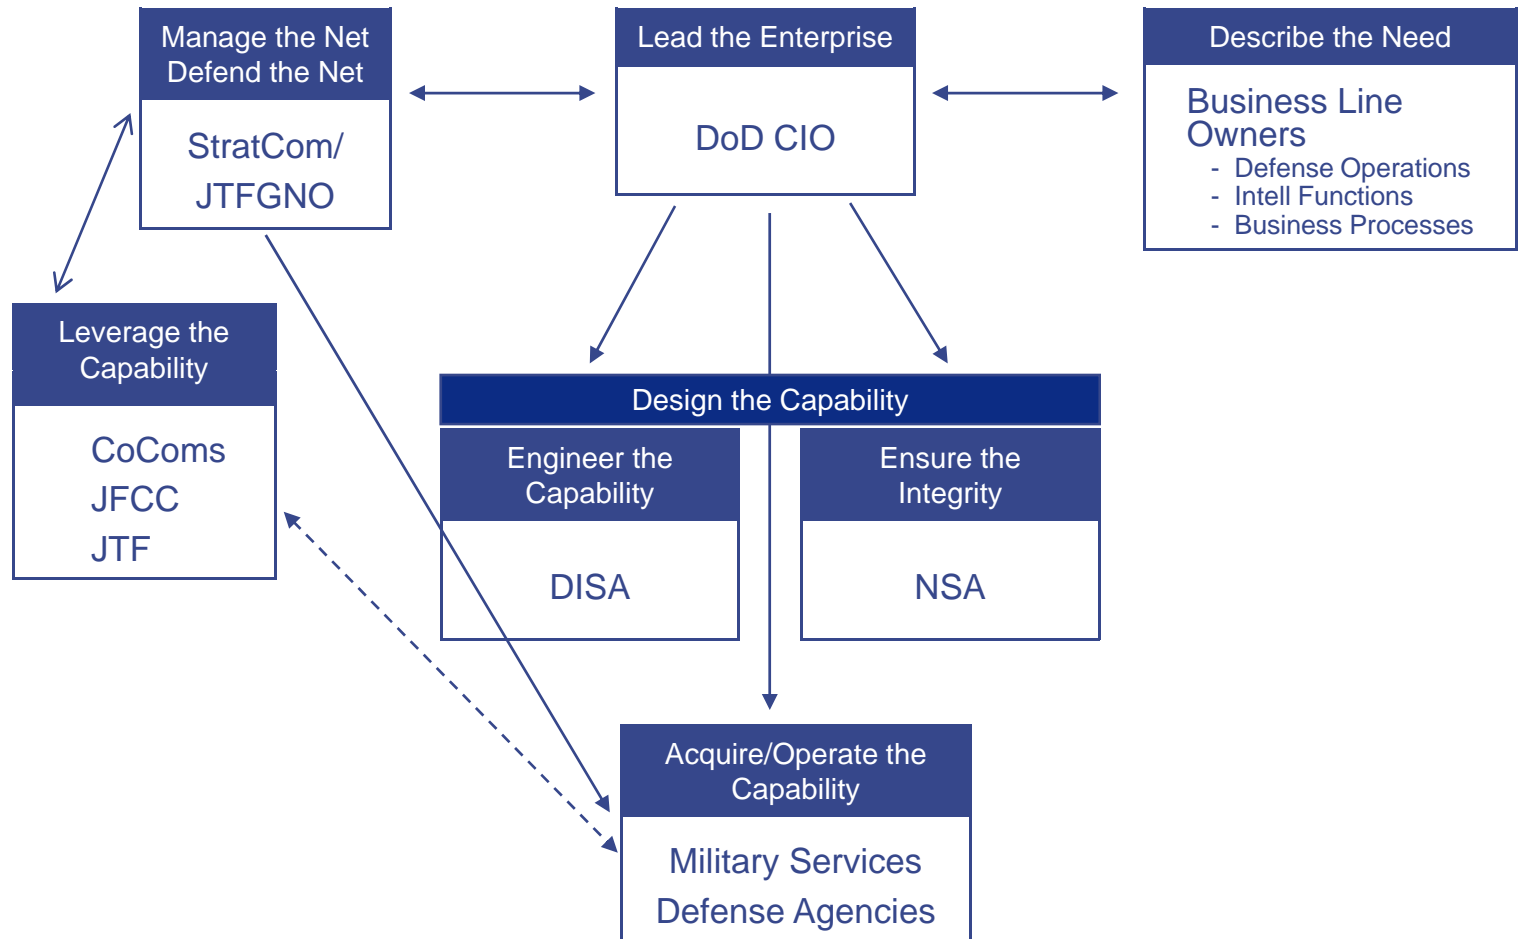 Manage the Net
Defend the Net
StratCom/
JTFGNO
Lead the Enterprise
DoD CIO
Describe the Need
Business Line
Owners
- Defense Operations
- Intell Functions
- Business Processes
Leverage the
Capability
CoComs
JFCC
JTF
Design the Capability
Engineer the
Capability
DISA
Ensure the
Integrity
NSA
Acquire/Operate the
Capability
Military Services
Defense Agencies